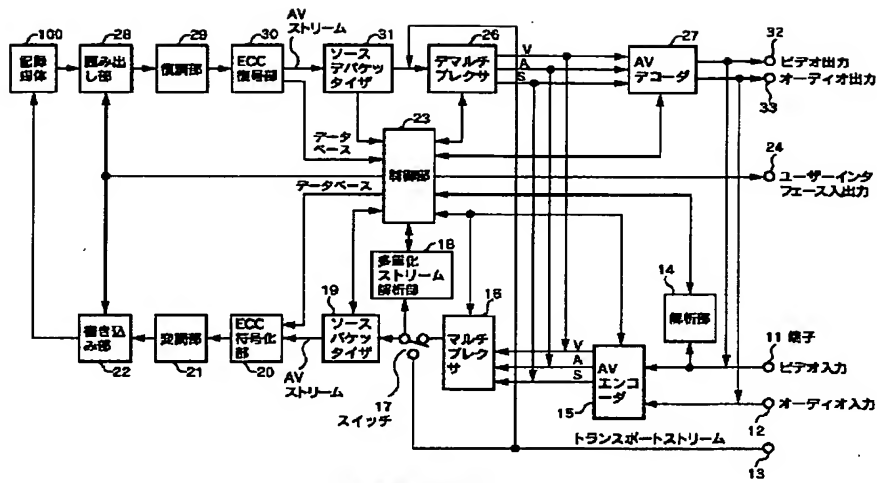 100
記録
媒体
28
読み出
し部
29
復調部
30
ECC
復号部
AV
ストリーム
31
ソース
デパケッ
タイザ
26
デマルチ
プレクサ
V
A
S
27
AV
デコーダ
32
ビデオ出力
オーディオ出力
33
データ
ベース
23
制御部
24
ユーザーインタ
フェース入出力
データベース
18
多重化
ストリーム
解析部
14
解析部
書き込
み部
22
変調部
21
ECC
符号化
部
20
AV
ストリーム
19
ソース
パケッ
タイザ
17
スイッチ
16
マルチ
プレク
サ
V
A
S
AV
エンコ
ーダ
15
11 端子
ビデオ入力
オーディオ入力
12
トランスポートストリーム
13